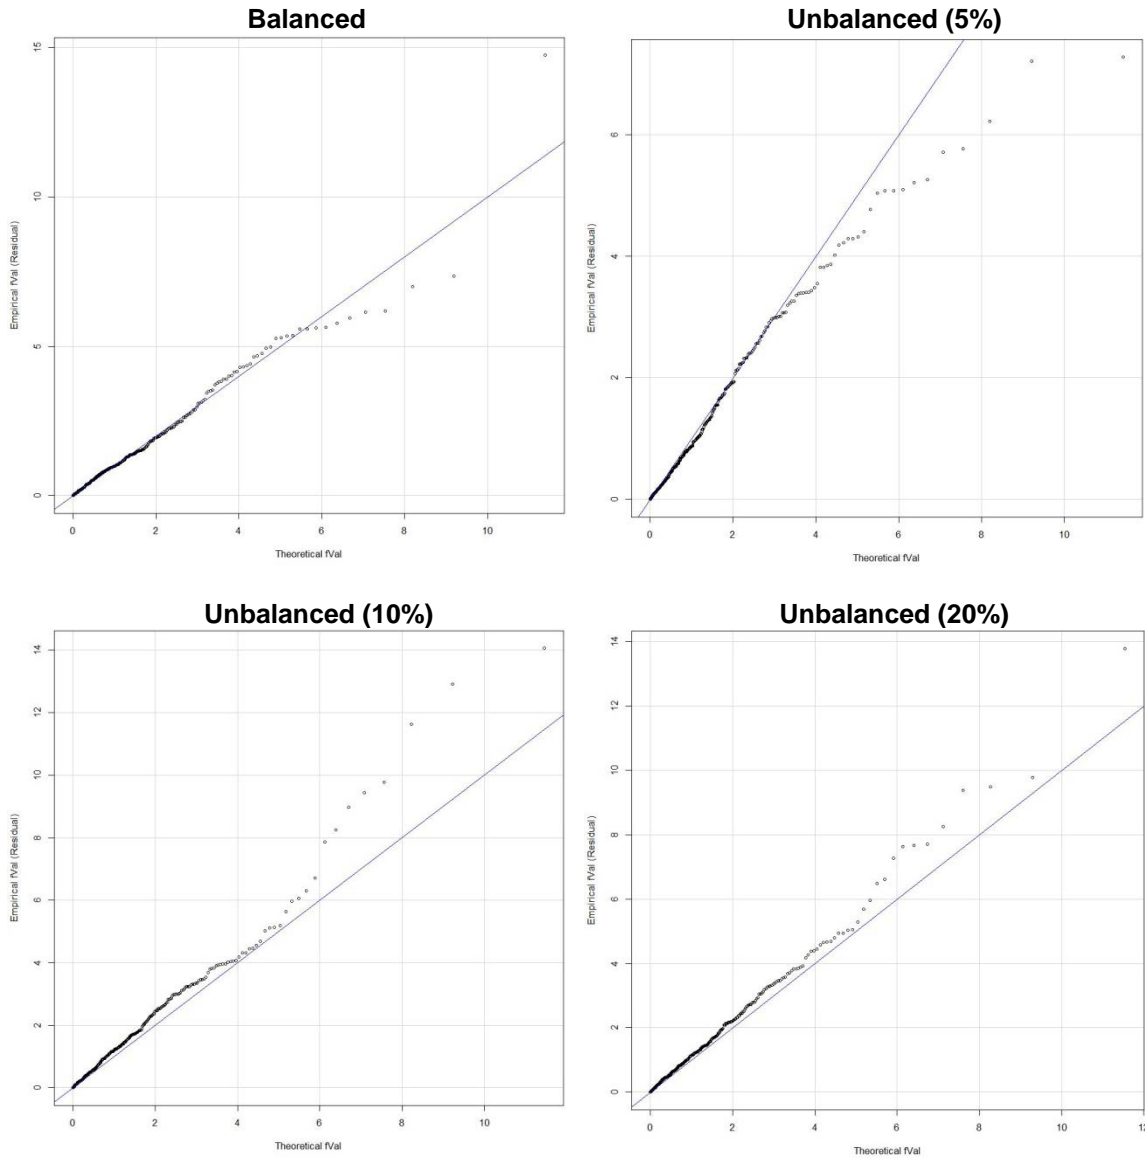 Balanced
Unbalanced (5%)
15
10
5
0
Empirical fVal (Residual)
0 2 4 6 8 10
Theoretical fVal
6
4
2
0
Empirical fVal (Residual)
0 2 4 6 8 10
Theoretical fVal
Unbalanced (10%)
Unbalanced (20%)
14
12
10
8
6
4
2
0
Empirical fVal (Residual)
0 2 4 6 8 10
Theoretical fVal
14
12
10
8
6
4
2
0
Empirical fVal (Residual)
0 2 4 6 8 10 12
Theoretical fVal